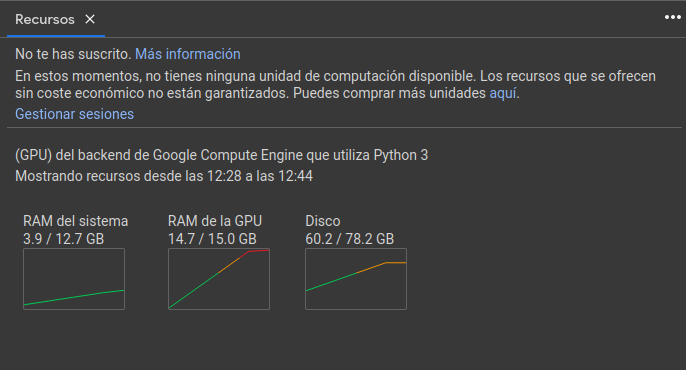 Recursos
No te has suscrito. Más información
En estos momentos, no tienes ninguna unidad de computación disponible. Los recursos que se ofrecen
sin coste económico no están garantizados. Puedes comprar más unidades aquí.
Gestionar sesiones
(GPU) del backend de Google Compute Engine que utiliza Python 3
Mostrando recursos desde las 12:28 a las 12:44
RAM del sistema
3.9 / 12.7 GB
RAM de la GPU
14.7 / 15.0 GB
Disco
60.2 / 78.2 GB